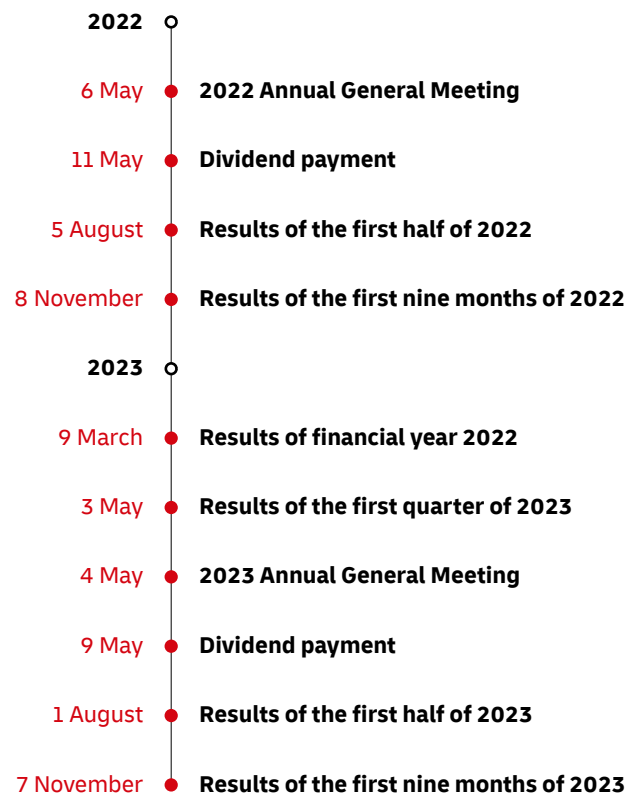 2022
6 May 2022 Annual General Meeting
11 May Dividend payment
5 August Results of the first half of 2022
8 November Results of the first nine months of 2022
2023
9 March Results of financial year 2022
3 May Results of the first quarter of 2023
4 May 2023 Annual General Meeting
9 May Dividend payment
1 August Results of the first half of 2023
7 November Results of the first nine months of 2023